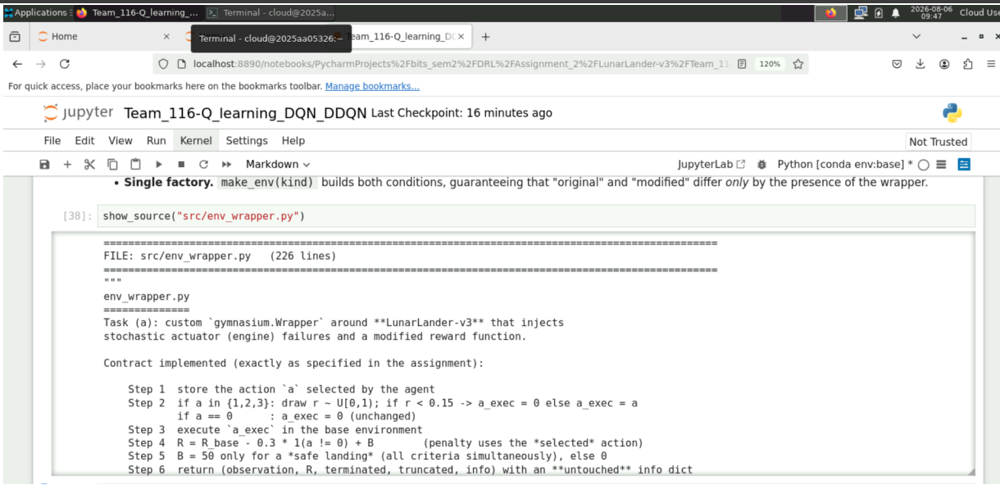 Applications Team_116-Q_learning_... Terminal - cloud@2025a... 2026-08-06
09:47 Cloud Use
Home Terminal - cloud@2025aa05326:~ Team_116-Q_learning_DC
localhost:8890/notebooks/PycharmProjects%2Fbits_sem2%2FDRL%2FAssignment_2%2FLunarLander-v3%2FTeam_11 120%
For quick access, place your bookmarks here on the bookmarks toolbar. Manage bookmarks...
jupyter Team_116-Q_learning_DQN_DDQN Last Checkpoint: 16 minutes ago
File Edit View Run Kernel Settings Help Not Trusted
Markdown JupyterLab Python [conda env:base] *
• Single factory. make_env(kind) builds both conditions, guaranteeing that "original" and "modified" differ only by the presence of the wrapper.
[38]: show_source("src/env_wrapper.py")
==========================================================================================
FILE: src/env_wrapper.py (226 lines)
==========================================================================================
"""
env_wrapper.py
==============
Task (a): custom `gymnasium.Wrapper` around **LunarLander-v3** that injects
stochastic actuator (engine) failures and a modified reward function.
Contract implemented (exactly as specified in the assignment):
Step 1 store the action `a` selected by the agent
Step 2 if a in {1,2,3}: draw r ~ U[0,1); if r < 0.15 -> a_exec = 0 else a_exec = a
if a == 0 : a_exec = 0 (unchanged)
Step 3 execute `a_exec` in the base environment
Step 4 R = R_base - 0.3 * 1(a != 0) + B (penalty uses the *selected* action)
Step 5 B = 50 only for a *safe landing* (all criteria simultaneously), else 0
Step 6 return (observation, R, terminated, truncated, info) with an **untouched** info dict